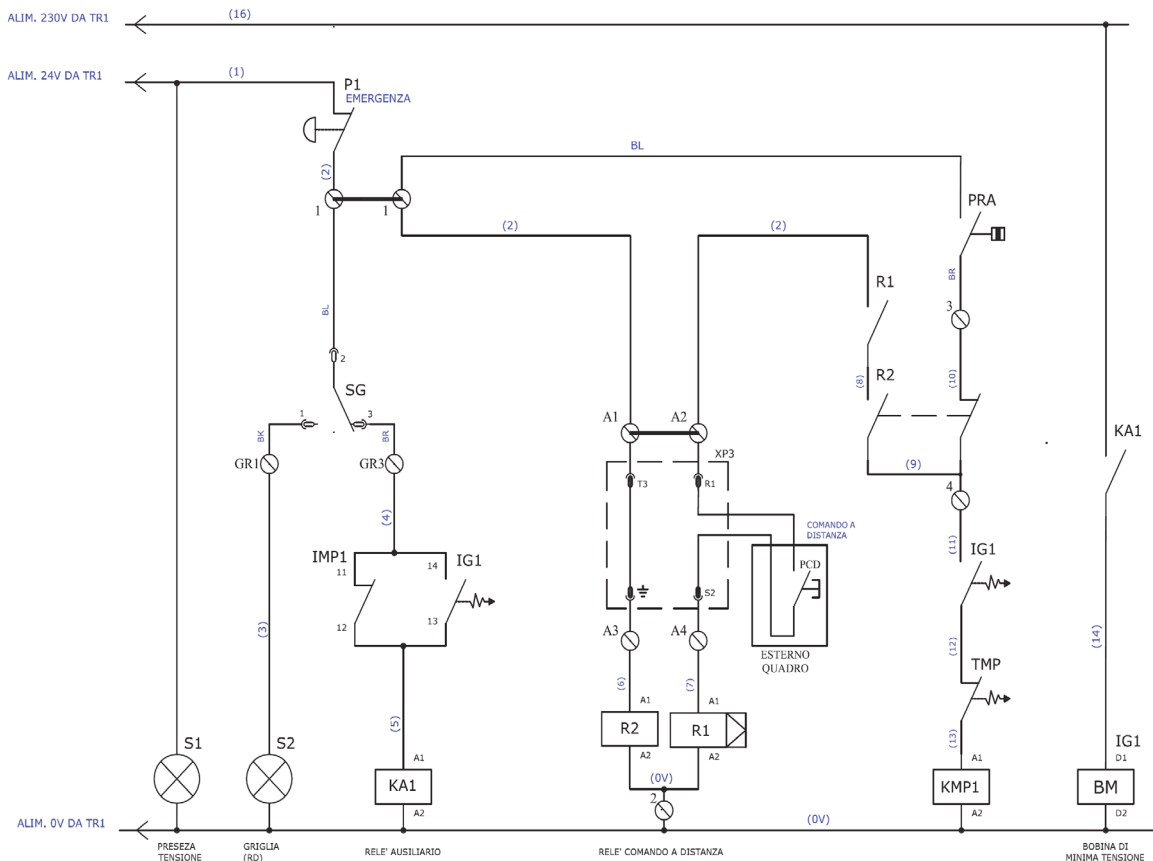 ALIM. 230V DA TR1
(16)
ALIM. 24V DA TR1
(1)
P1
EMERGENZA
BL
(2)
1
1
PRA
(2)
(2)
BR
R1
3
BL
2
SG
(8)
R2
(10)
1
3
A1
A2
KA1
BK
BR
XP3
GR1
GR3
T3
R1
(9)
4
(4)
COMANDO A
DISTANZA
(11)
IMP1
11
14
IG1
PCD
IG1
S2
12
13
A3
A4
(3)
ESTERNO
QUADRO
(12)
(14)
TMP
(6)
(7)
(5)
A1
A1
(13)
R2
R1
S1
S2
A2
A2
IG1
A1
(0V)
A1
D1
KA1
2
KMP1
BM
A2
A2
D2
ALIM. 0V DA TR1
(0V)
PRESEZA
TENSIONE
GRIGLIA
(RD)
RELE' AUSILIARIO
RELE' COMANDO A DISTANZA
BOBINA DI
MINIMA TENSIONE